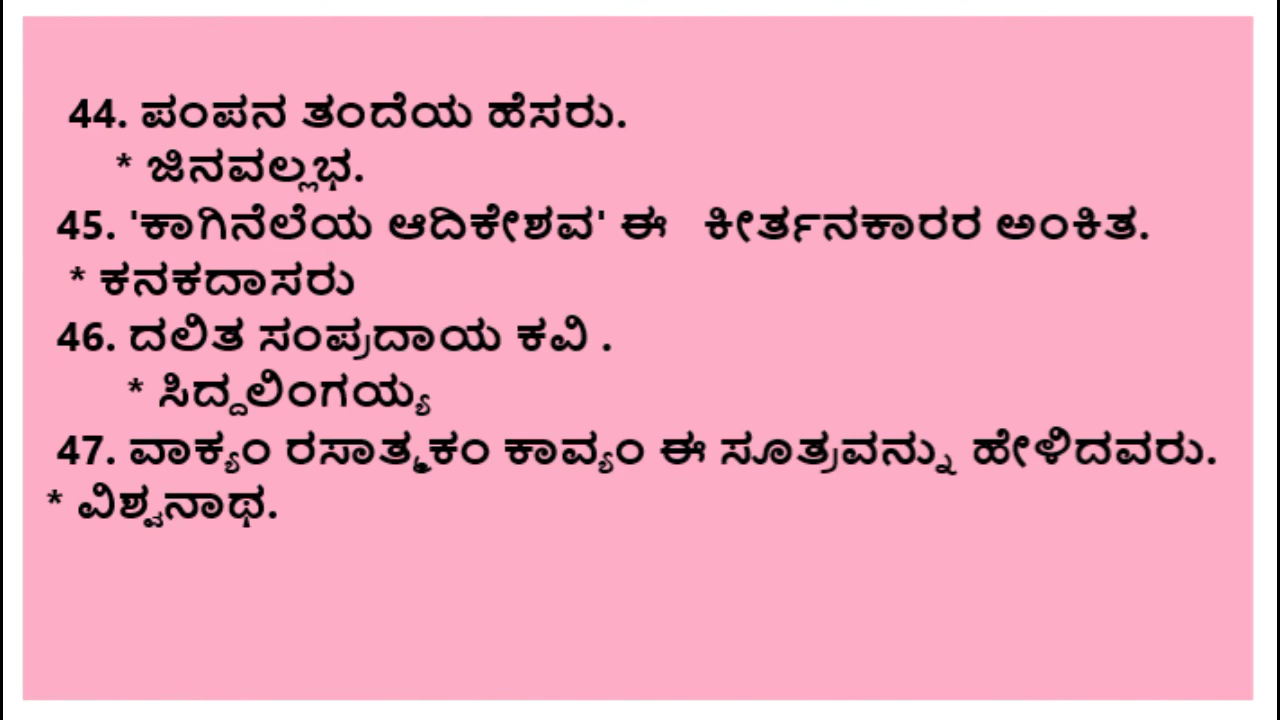 44. ಪಂಪನ ತಂದೆಯ ಹೆಸರು.
* ಜಿನವಲ್ಲಭ.
45. 'ಕಾಗಿನೆಲೆಯ ಆದಿಕೇಶವ' ಈ ಕೀರ್ತನಕಾರರ ಅಂಕಿತ.
* ಕನಕದಾಸರು
46. ದಲಿತ ಸಂಪ್ರದಾಯ ಕವಿ .
* ಸಿದ್ದಲಿಂಗಯ್ಯ
47. ವಾಕ್ಯಂ ರಸಾತ್ಮಕಂ ಕಾವ್ಯಂ ಈ ಸೂತ್ರವನ್ನು ಹೇಳಿದವರು.
* ವಿಶ್ವನಾಥ.